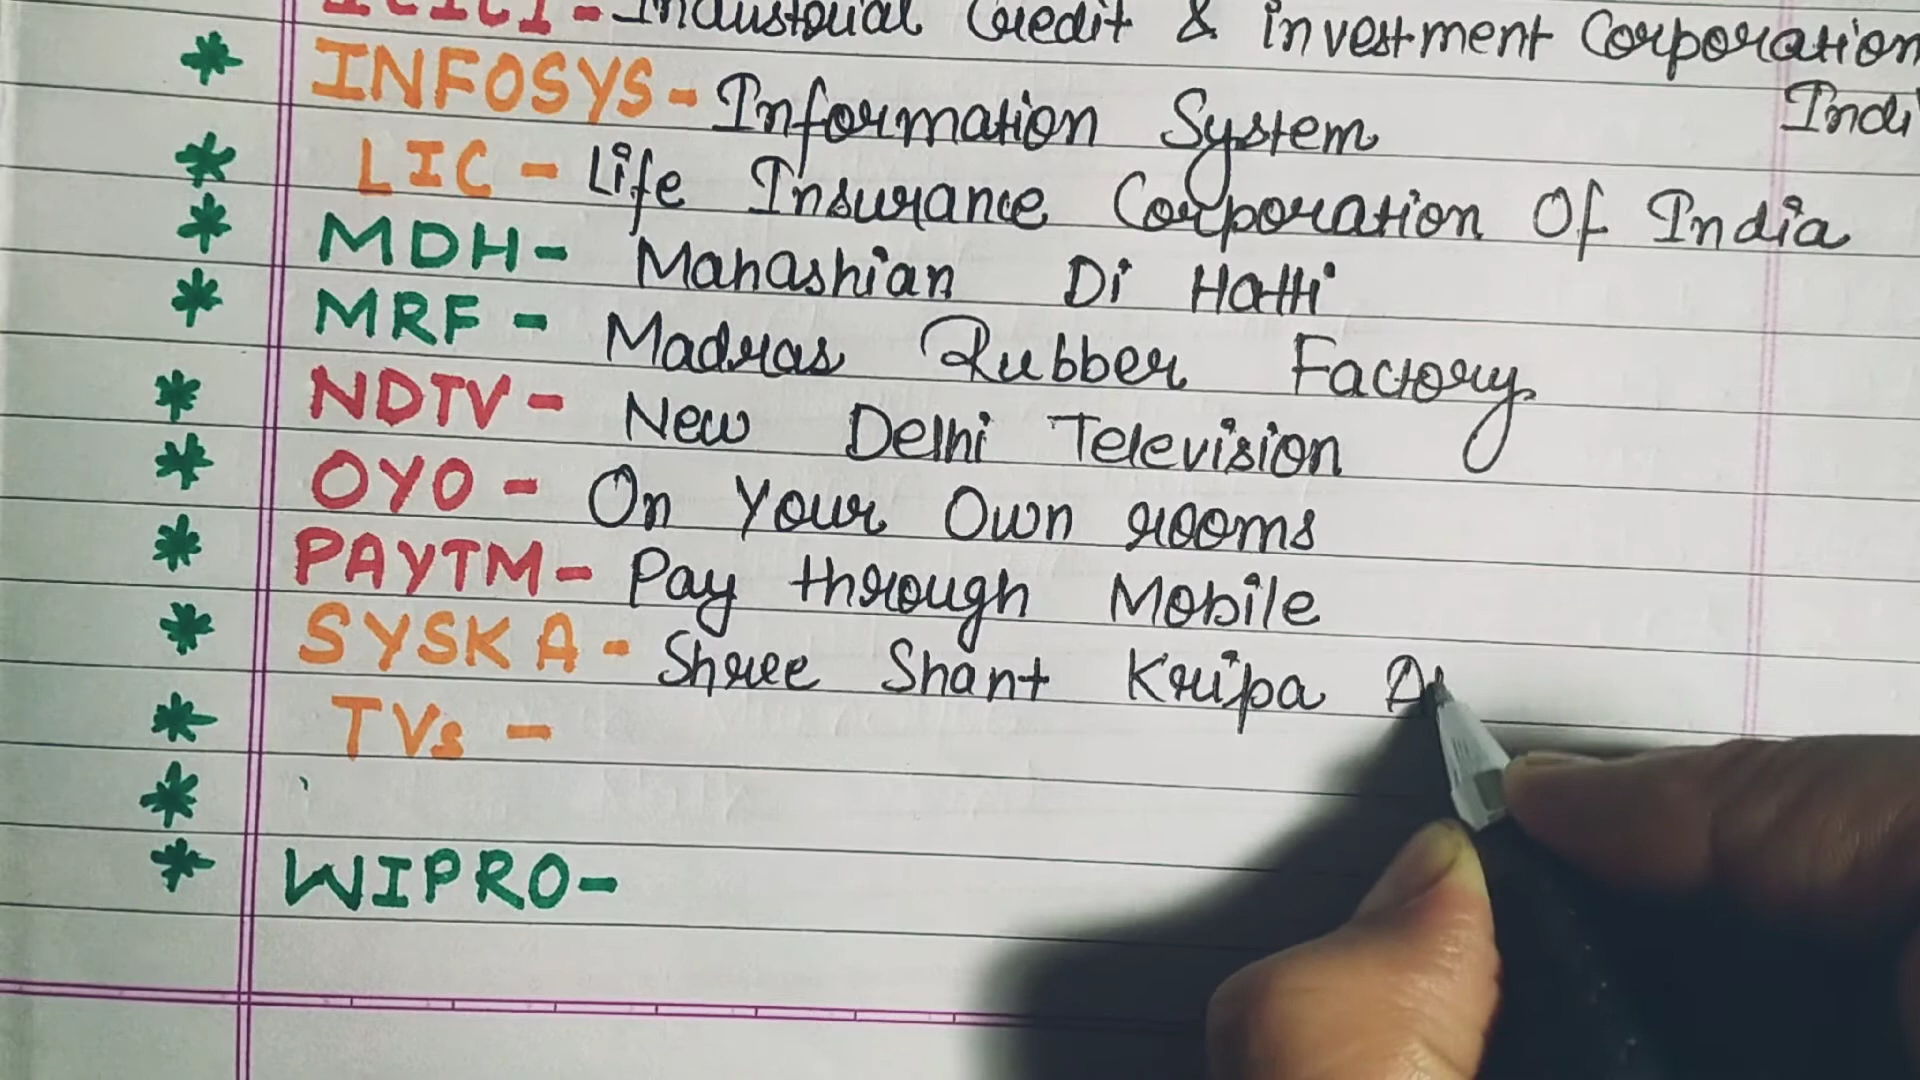 ICICI - Industrial Credit & investment Corporation
Indi
* INFOSYS - Information System
* LIC - Life Insurance Corporation Of India
* MDH - Mahashian Di Hatti
* MRF - Madras Rubber Factory
* NDTV - New Delhi Television
* OYO - On Your Own rooms
* PAYTM - Pay through Mobile
* SYSKA - Shree Shant Kripa
* TVs -
*
* WIPRO -